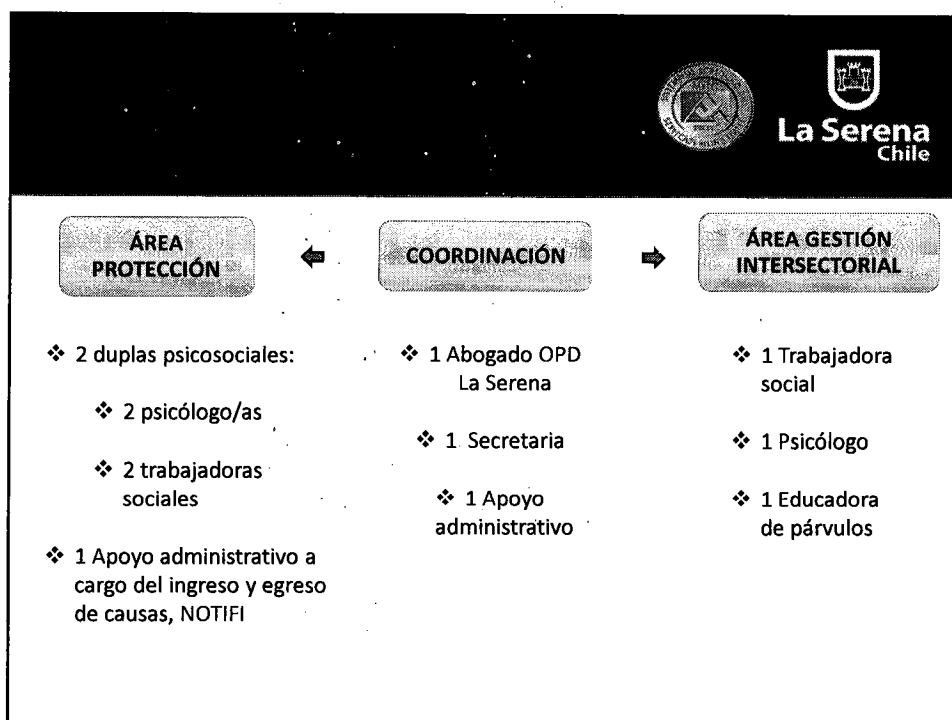 La Serena
Chile
ÁREA
PROTECCIÓN
❖ 2 duplas psicosociales:
❖ 2 psicólogo/as
❖ 2 trabajadoras
sociales
❖ 1 Apoyo administrativo a
cargo del ingreso y egreso
de causas, NOTIFI
COORDINACIÓN
❖ 1 Abogado OPD
La Serena
❖ 1 Secretaria
❖ 1 Apoyo
administrativo
ÁREA GESTIÓN
INTERSECTORIAL
❖ 1 Trabajadora
social
❖ 1 Psicólogo
❖ 1 Educadora
de párvulos